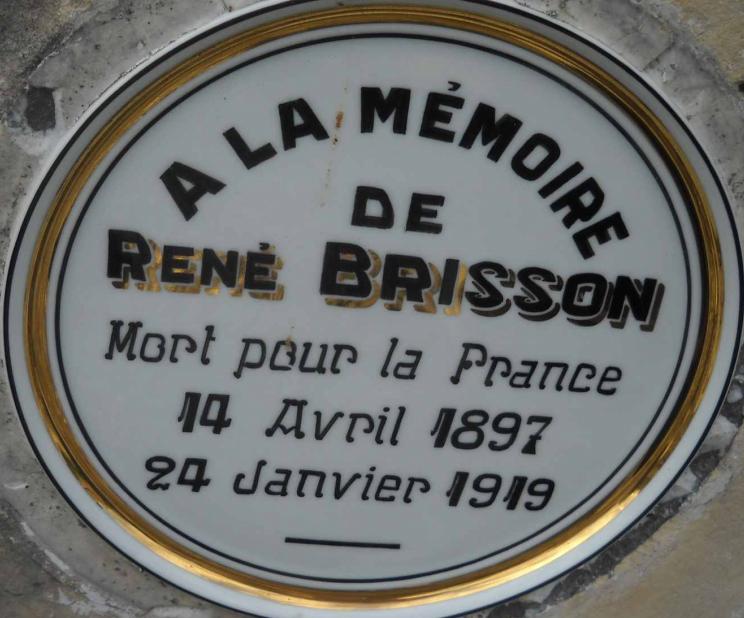 A LA MÉMOIRE
DE
RENÉ BRISSON
Mort pour la France
14 Avril 1897
24 Janvier 1919